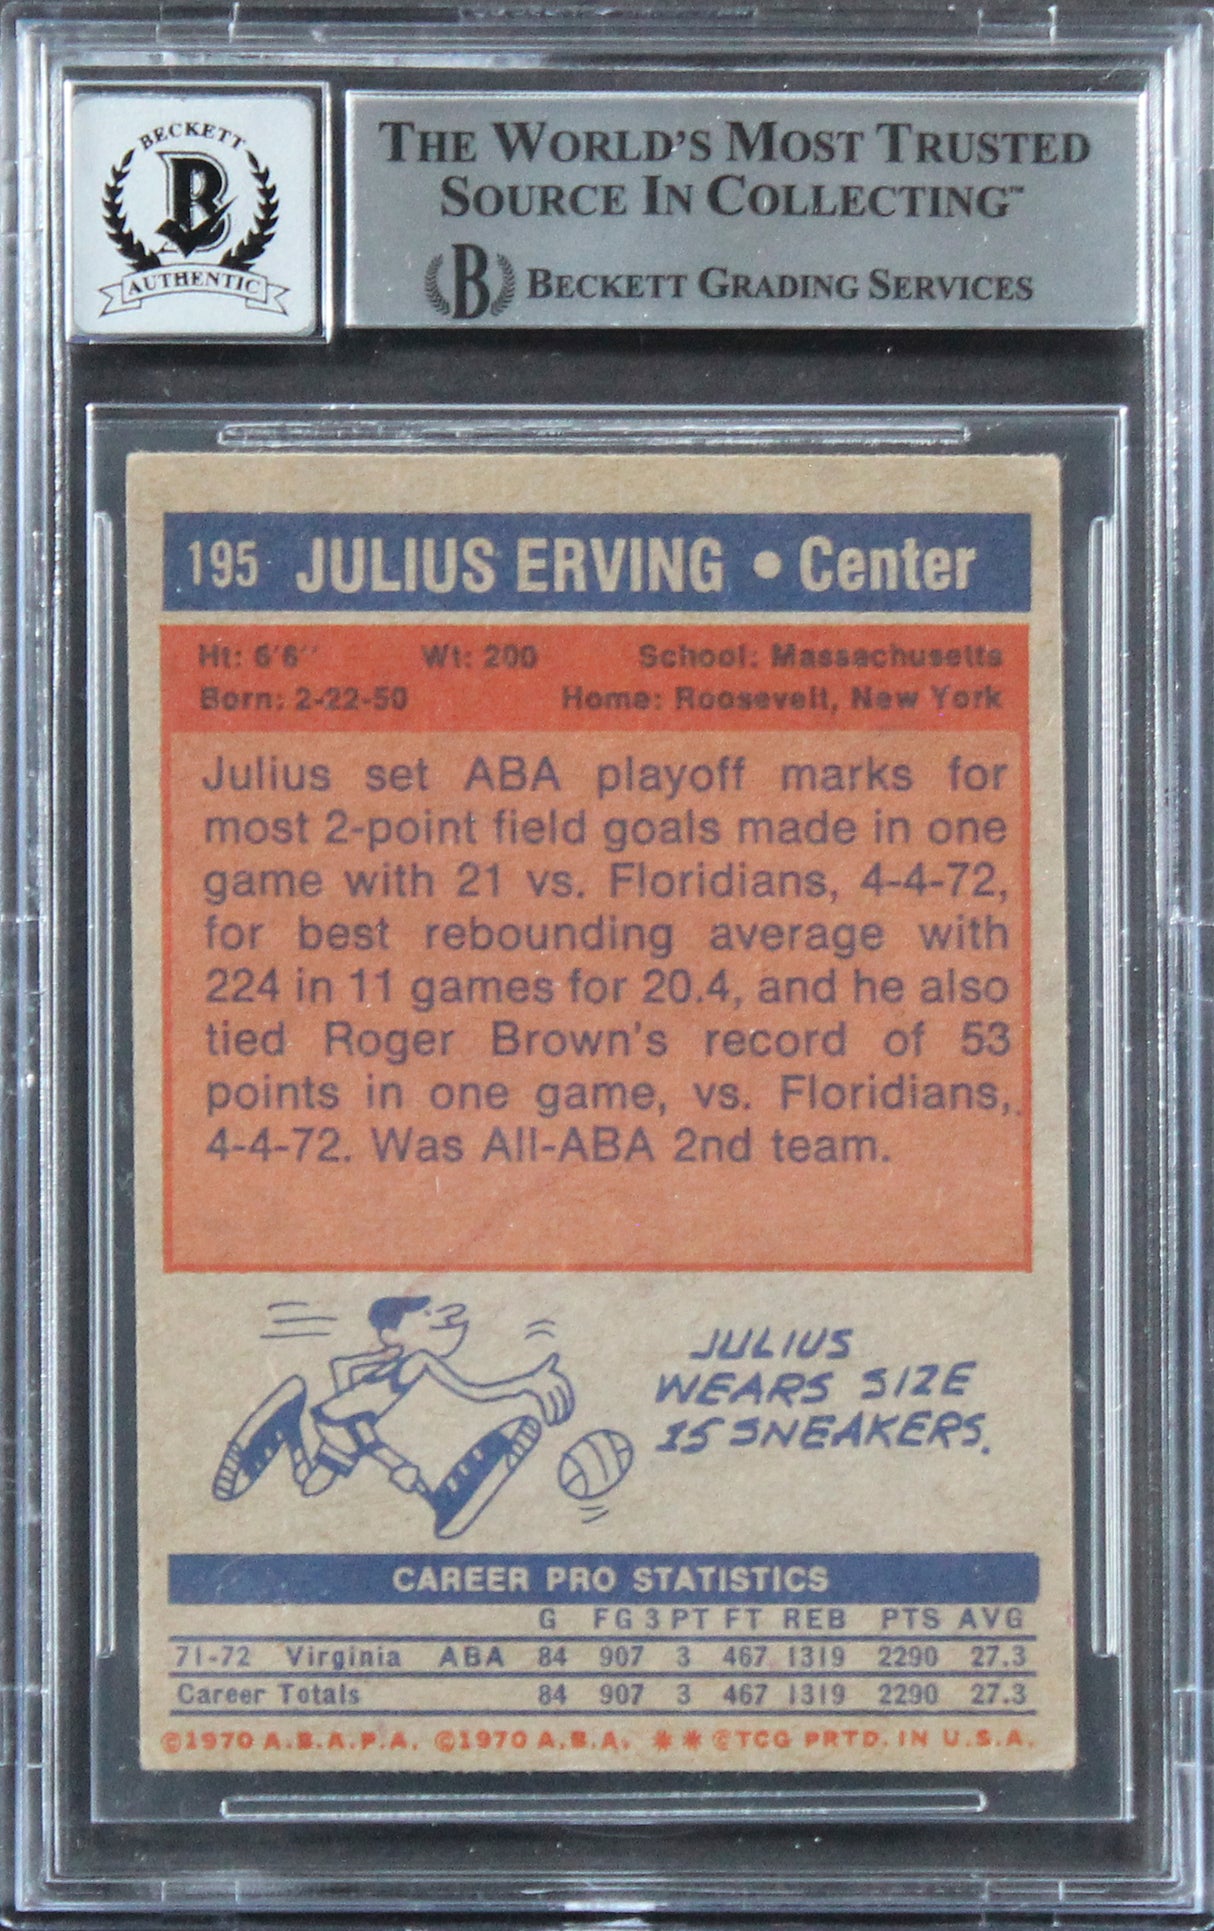 BECKETT
B
AUTHENTIC
THE WORLD'S MOST TRUSTED
SOURCE IN COLLECTING™
B BECKETT GRADING SERVICES
195 JULIUS ERVING • Center
Ht: 6'6" Wt: 200 School: Massachusetts
Born: 2-22-50 Home: Roosevelt, New York
Julius set ABA playoff marks for
most 2-point field goals made in one
game with 21 vs. Floridians, 4-4-72,
for best rebounding average with
224 in 11 games for 20.4, and he also
tied Roger Brown's record of 53
points in one game, vs. Floridians,
4-4-72. Was All-ABA 2nd team.
JULIUS
WEARS SIZE
15 SNEAKERS.
CAREER PRO STATISTICS
G FG 3PT FT REB PTS AVG
71-72 Virginia ABA 84 907 3 467 1319 2290 27.3
Career Totals 84 907 3 467 1319 2290 27.3
©1970 A.B.A.P.A. ©1970 A.B.A. ** ©TCG PRTD. IN U.S.A.